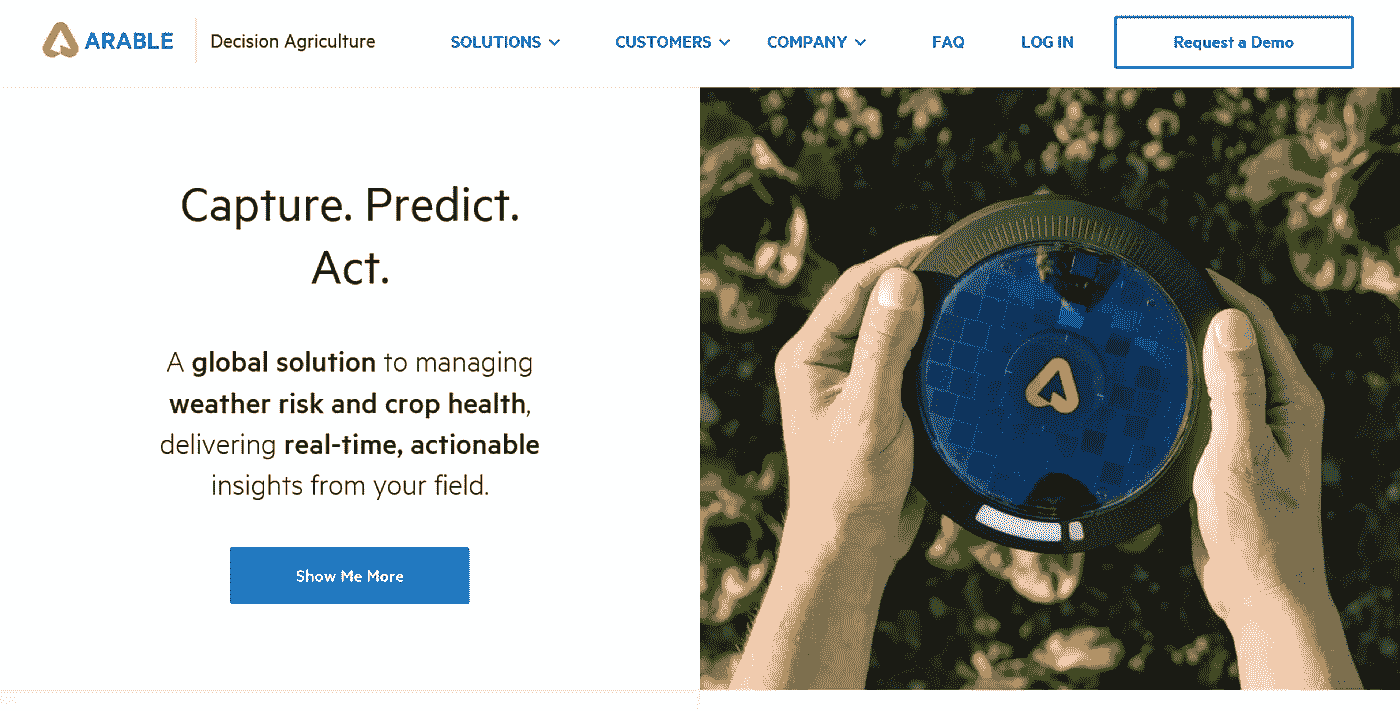 ARABLE Decision Agriculture SOLUTIONS CUSTOMERS COMPANY FAQ LOG IN Request a Demo
Capture. Predict.
Act.
A global solution to managing
weather risk and crop health,
delivering real-time, actionable
insights from your field.
Show Me More